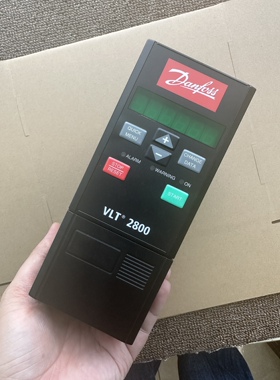 Danfoss
QUICK
MENU
+
-
CHANGE
DATA
ALARM
WARNING
ON
STOP
RESET
START
VLT® 2800